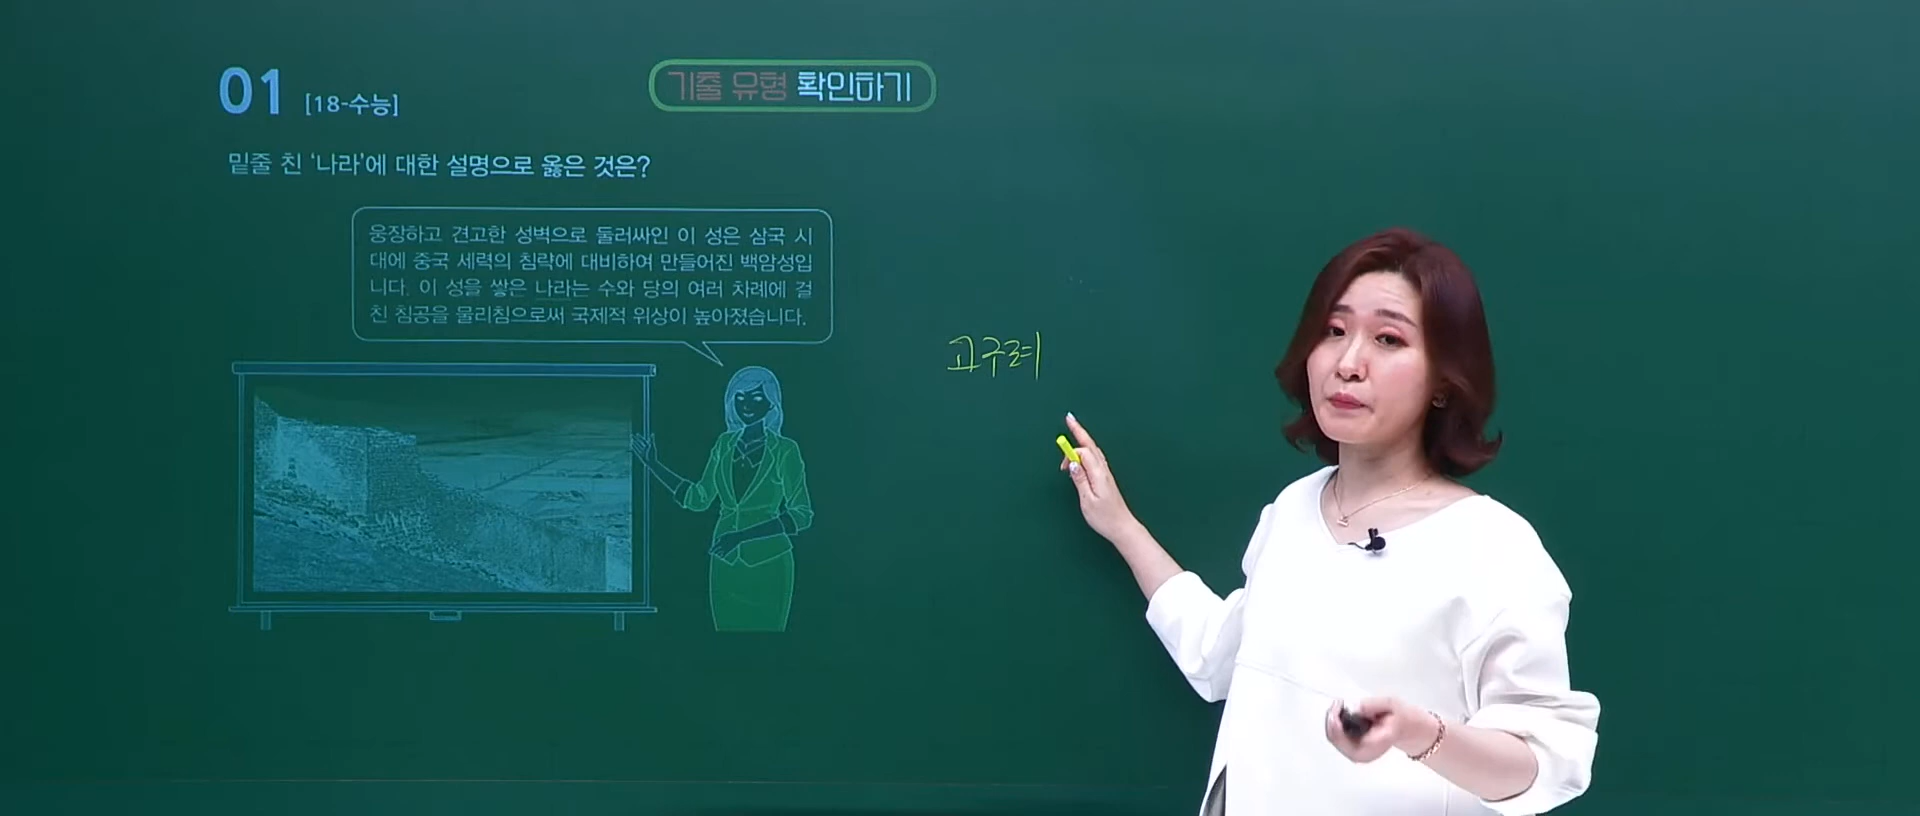 01 [18-수능]
기출 유형 확인하기
밑줄 친 '나라'에 대한 설명으로 옳은 것은?
웅장하고 견고한 성벽으로 둘러싸인 이 성은 삼국 시
대에 중국 세력의 침략에 대비하여 만들어진 백암성입
니다. 이 성을 쌓은 나라는 수와 당의 여러 차례에 걸
친 침공을 물리침으로써 국제적 위상이 높아졌습니다.
고구려